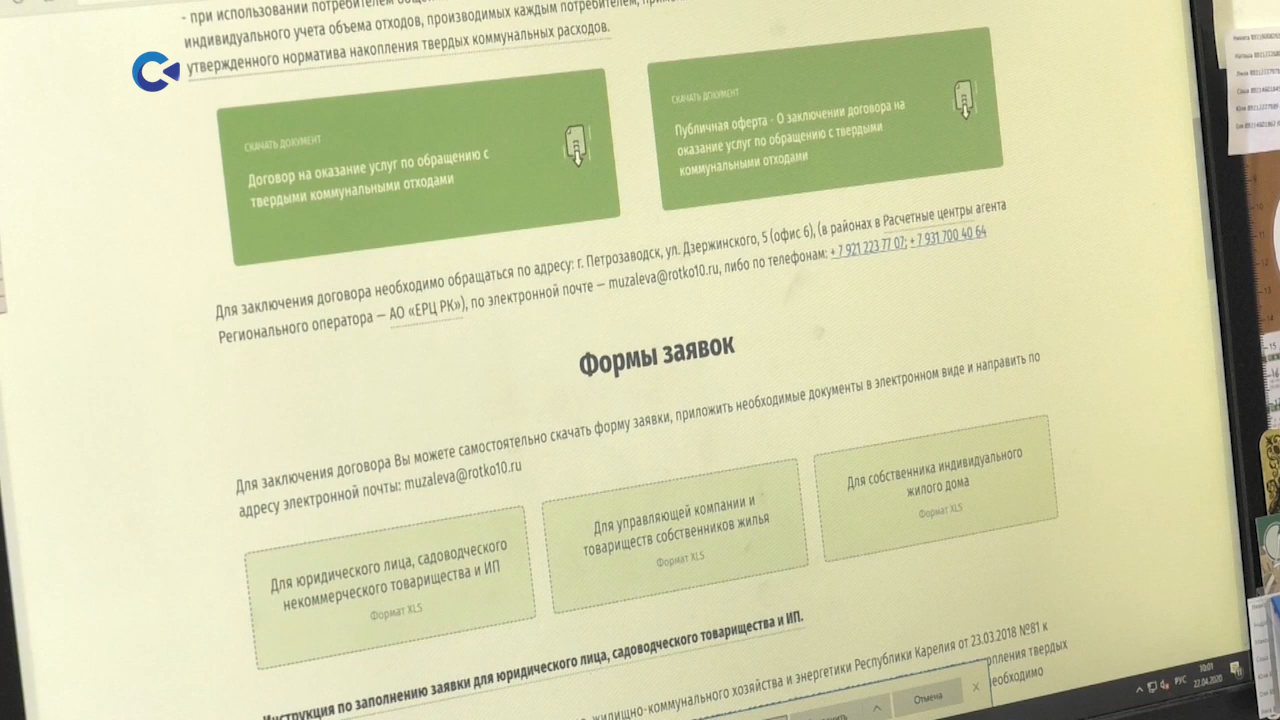 - при использовании потребителем
индивидуального учета объема отходов, производимых каждым потребителем,
утвержденного норматива накопления твердых коммунальных расходов.
СКАЧАТЬ ДОКУМЕНТ
Договор на оказание услуг по обращению с
твердыми коммунальными отходами
СКАЧАТЬ ДОКУМЕНТ
Публичная оферта - О заключении договора на
оказание услуг по обращению с твердыми
коммунальными отходами
Для заключения договора необходимо обращаться по адресу: г. Петрозаводск, ул. Дзержинского, 5 (офис 6), (в районах в Расчетные центры агента
Регионального оператора — АО «ЕРЦ РК»), по электронной почте — muzaleva@rotko10.ru, либо по телефонам: + 7 921 223 77 07; + 7 931 700 40 64
Формы заявок
Для заключения договора Вы можете самостоятельно скачать форму заявки, приложить необходимые документы в электронном виде и направить по
адресу электронной почты: muzaleva@rotko10.ru
Для юридического лица, садоводческого
некоммерческого товарищества и ИП
Формат XLS
Для управляющей компании и
товариществ собственников жилья
Формат XLS
Для собственника индивидуального
жилого дома
Формат XLS
Инструкция по заполнению заявки для юридического лица, садоводческого товарищества и ИП.
жилищно-коммунального хозяйства и энергетики Республики Карелия от 23.03.2018 №81 к
твердых
Отмена
РУС
10:01
22.04.2020